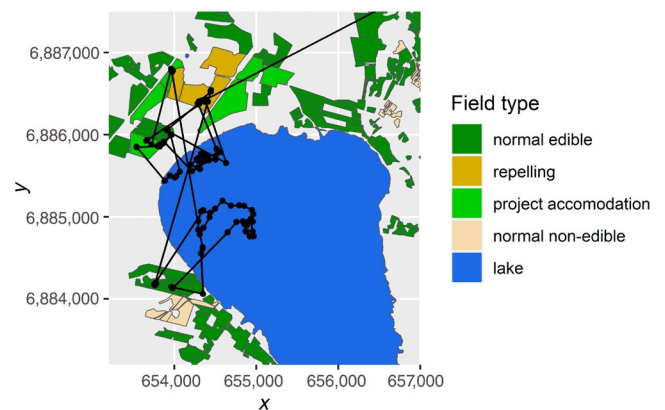 6,887,000
6,886,000
6,885,000
6,884,000
y
654,000 655,000 656,000 657,000
x
Field type
normal edible
repelling
project accomodation
normal non-edible
lake